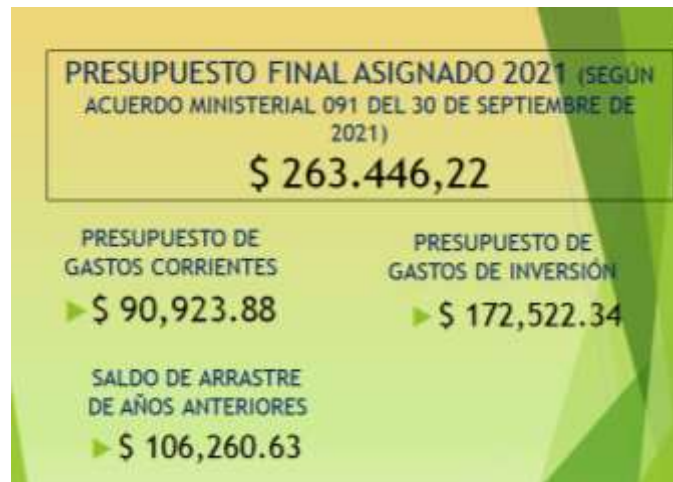 PRESUPUESTO FINAL ASIGNADO 2021 (SEGÚN
ACUERDO MINISTERIAL 091 DEL 30 DE SEPTIEMBRE DE
2021)
$ 263.446,22
PRESUPUESTO DE
GASTOS CORRIENTES
$ 90,923.88
PRESUPUESTO DE
GASTOS DE INVERSIÓN
$ 172,522.34
SALDO DE ARRASTRE
DE AÑOS ANTERIORES
$ 106,260.63